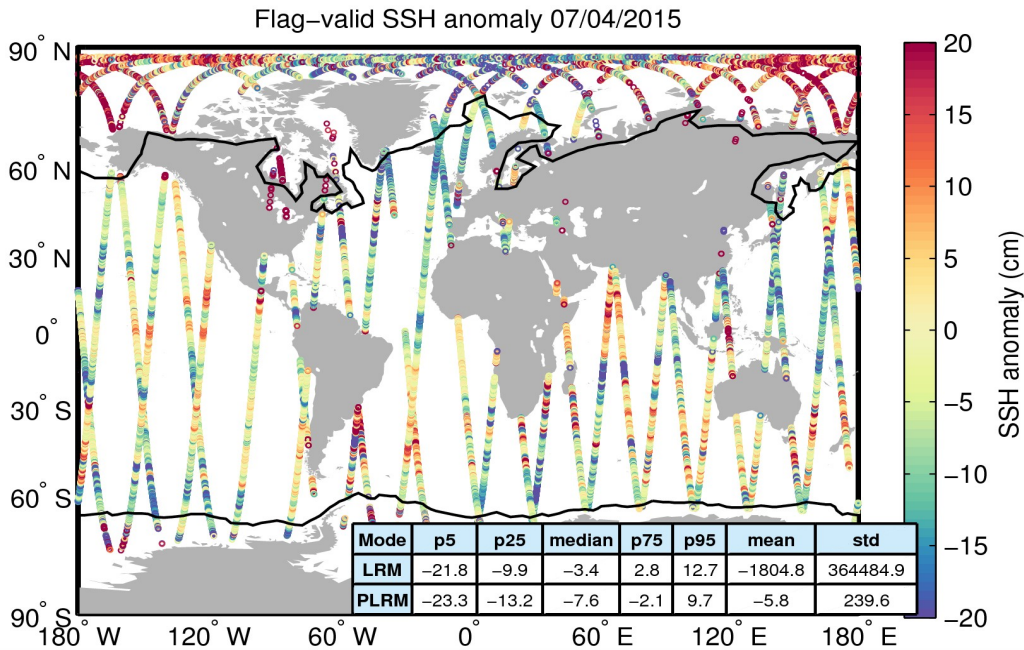 Flag−valid SSH anomaly 07/04/2015
90° N
60° N
30° N
0°
30° S
60° S
90° S
180° W
120° W
60° W
0°
60° E
120° E
180° E
20
15
10
5
0
−5
−10
−15
−20
SSH anomaly (cm)
Mode p5 p25 median p75 p95 mean std
LRM −21.8 −9.9 −3.4 2.8 12.7 −1804.8 364484.9
PLRM −23.3 −13.2 −7.6 −2.1 9.7 −5.8 239.6